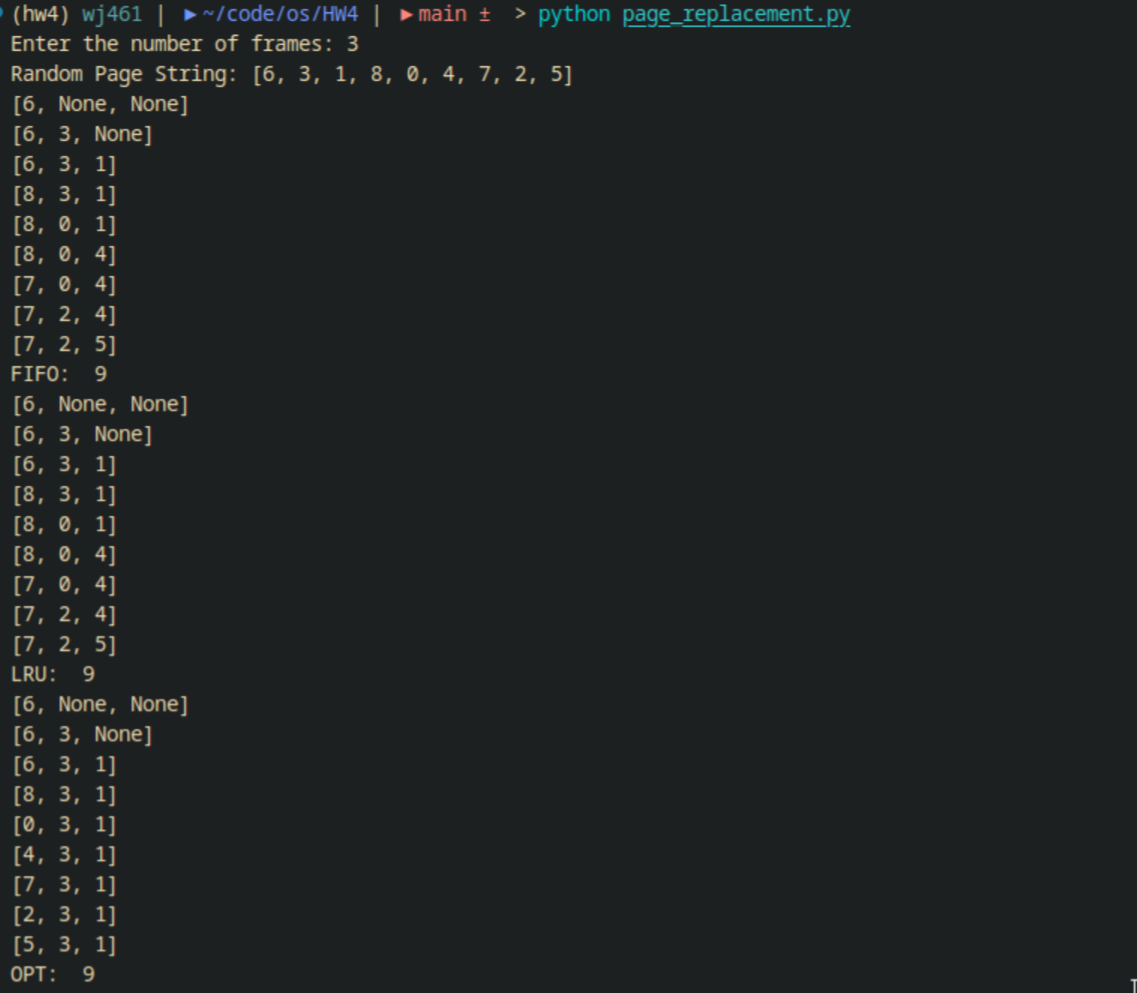 (hw4) wj461 | ►~/code/os/HW4 | ►main ± > python page_replacement.py
Enter the number of frames: 3
Random Page String: [6, 3, 1, 8, 0, 4, 7, 2, 5]
[6, None, None]
[6, 3, None]
[6, 3, 1]
[8, 3, 1]
[8, 0, 1]
[8, 0, 4]
[7, 0, 4]
[7, 2, 4]
[7, 2, 5]
FIFO:  9
[6, None, None]
[6, 3, None]
[6, 3, 1]
[8, 3, 1]
[8, 0, 1]
[8, 0, 4]
[7, 0, 4]
[7, 2, 4]
[7, 2, 5]
LRU:  9
[6, None, None]
[6, 3, None]
[6, 3, 1]
[8, 3, 1]
[0, 3, 1]
[4, 3, 1]
[7, 3, 1]
[2, 3, 1]
[5, 3, 1]
OPT:  9